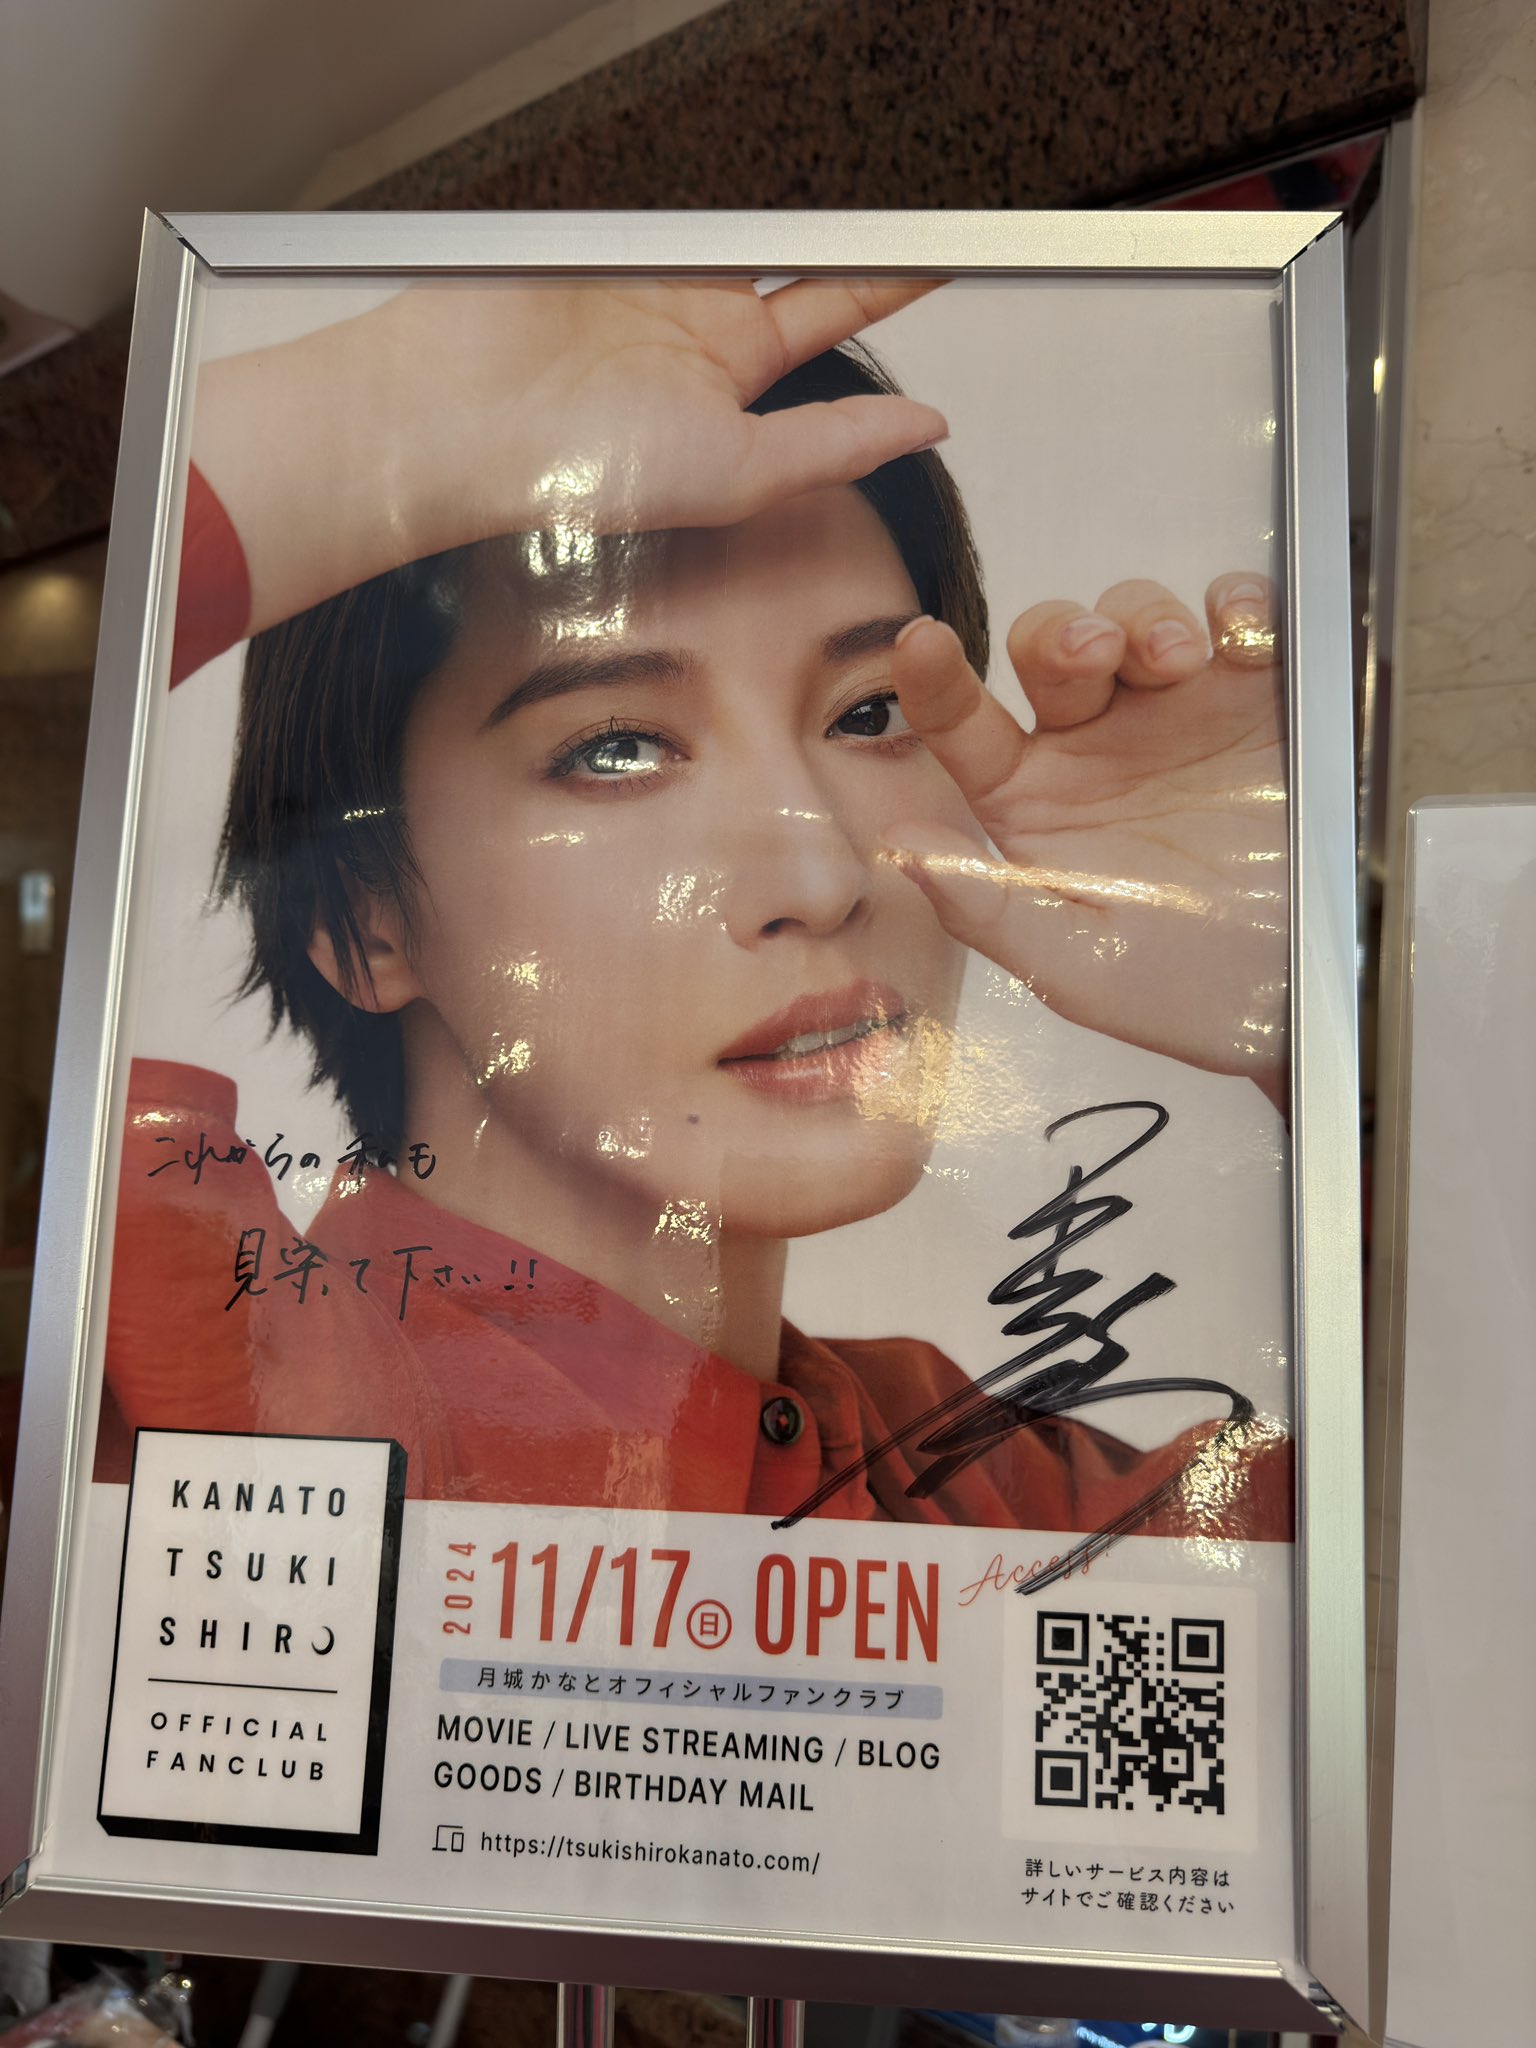 これからの私も
見守って下さい!!
KANATO
TSUKI
SHIRO
OFFICIAL
FANCLUB
2024
11/17㊐ OPEN
Access!
月城かなとオフィシャルファンクラブ
MOVIE / LIVE STREAMING / BLOG
GOODS / BIRTHDAY MAIL
https://tsukishirokanato.com/
詳しいサービス内容は
サイトでご確認ください